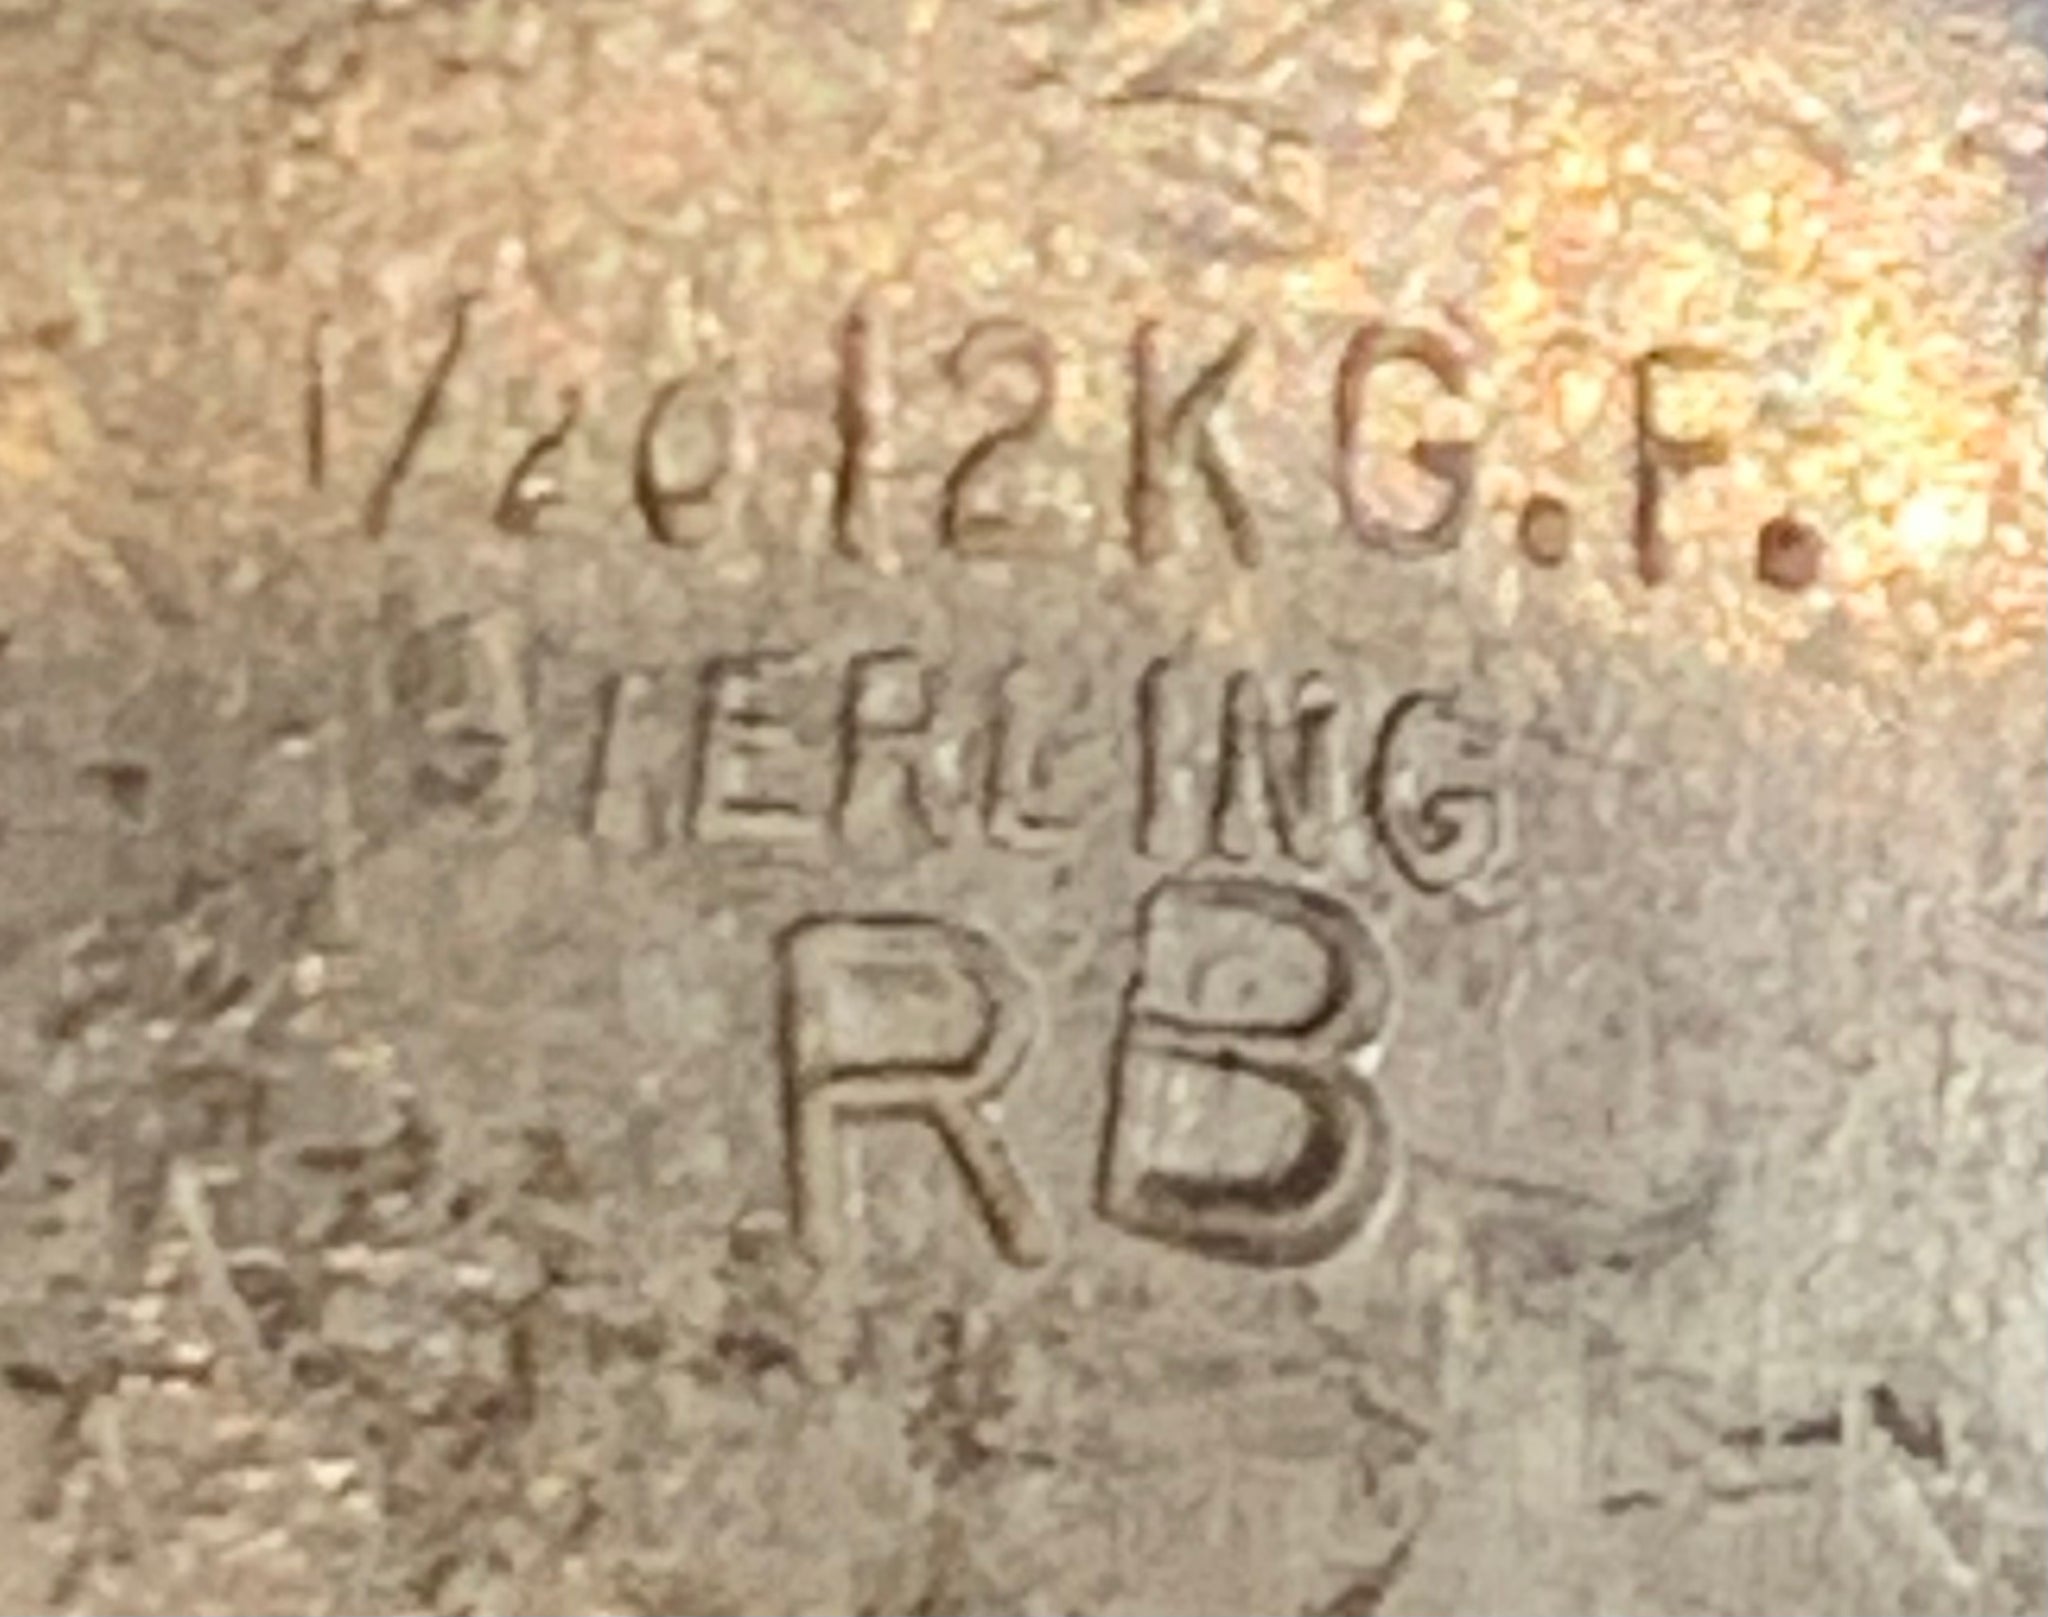 1/20 12K G.F.
STERLING
RB